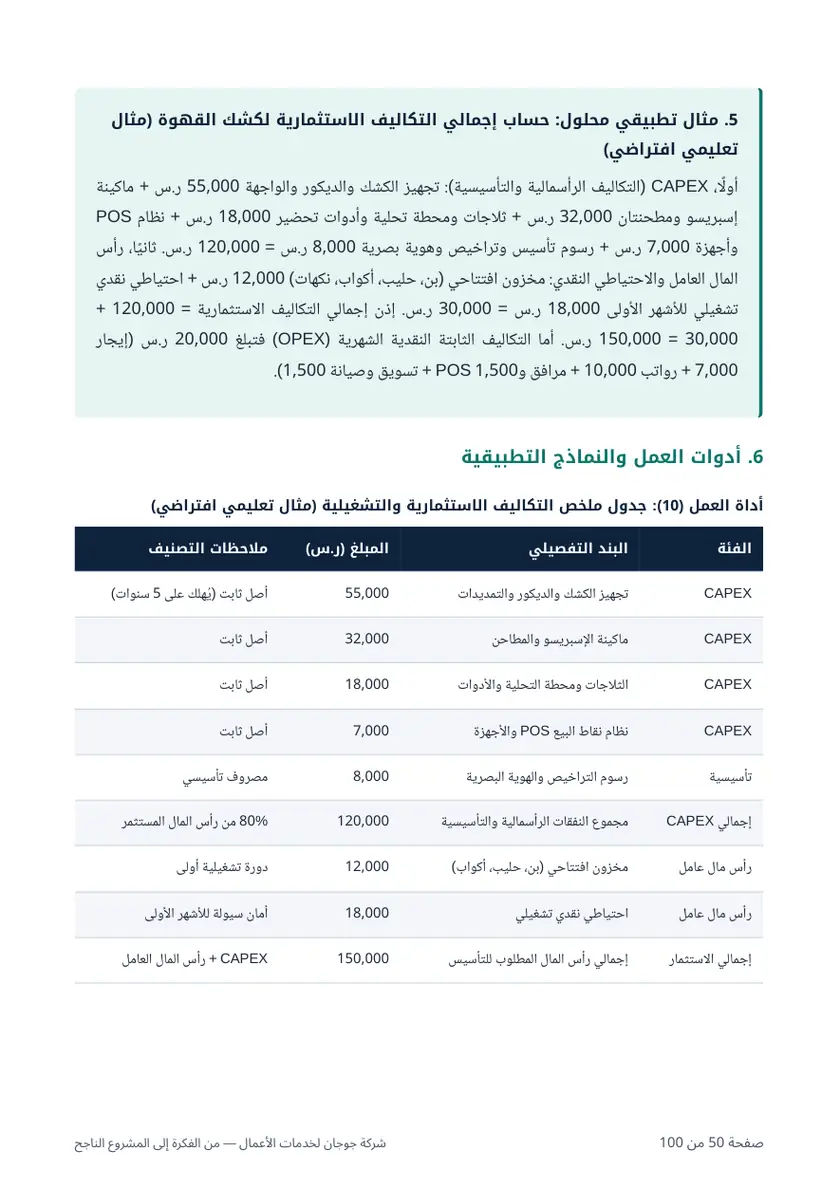 5. مثال تطبيقي محلول: حساب إجمالي التكاليف الاستثمارية لكشك القهوة (مثال
تعليمي افتراضي)
أولًا، CAPEX (التكاليف الرأسمالية والتأسيسية): تجهيز الكشك والديكور والواجهة 55,000 ر.س + ماكينة
إسبريسو ومطحنتان 32,000 ر.س + ثلاجات ومحطة تحلية وأدوات تحضير 18,000 ر.س + نظام POS
وأجهزة 7,000 ر.س + رسوم تأسيس وتراخيص وهوية بصرية 8,000 ر.س = 120,000 ر.س. ثانيًا، رأس
المال العامل والاحتياطي النقدي: مخزون افتتاحي (بن، حليب، أكواب، نكهات) 12,000 ر.س + احتياطي نقدي
تشغيلي للأشهر الأولى 18,000 ر.س = 30,000 ر.س. إذن إجمالي التكاليف الاستثمارية = 120,000 +
30,000 = 150,000 ر.س. أما التكاليف الثابتة النقدية الشهرية (OPEX) فتبلغ 20,000 ر.س (إيجار
7,000 + رواتب 10,000 + مرافق وPOS 1,500 + تسويق وصيانة 1,500).
6. أدوات العمل والنماذج التطبيقية
أداة العمل (10): جدول ملخص التكاليف الاستثمارية والتشغيلية (مثال تعليمي افتراضي)
الفئة البند التفصيلي المبلغ (ر.س) ملاحظات التصنيف
CAPEX تجهيز الكشك والديكور والتمديدات 55,000 أصل ثابت (يُهلك على 5 سنوات)
CAPEX ماكينة الإسبريسو والمطاحن 32,000 أصل ثابت
CAPEX الثلاجات ومحطة التحلية والأدوات 18,000 أصل ثابت
CAPEX نظام نقاط البيع POS والأجهزة 7,000 أصل ثابت
تأسيسية رسوم التراخيص والهوية البصرية 8,000 مصروف تأسيسي
إجمالي CAPEX مجموع النفقات الرأسمالية والتأسيسية 120,000 80% من رأس المال المستثمر
رأس مال عامل مخزون افتتاحي (بن، حليب، أكواب) 12,000 دورة تشغيلية أولى
رأس مال عامل احتياطي نقدي تشغيلي 18,000 أمان سيولة للأشهر الأولى
إجمالي الاستثمار إجمالي رأس المال المطلوب للتأسيس 150,000 CAPEX + رأس المال العامل
صفحة 50 من 100 شركة جوجان لخدمات الأعمال — من الفكرة إلى المشروع الناجح